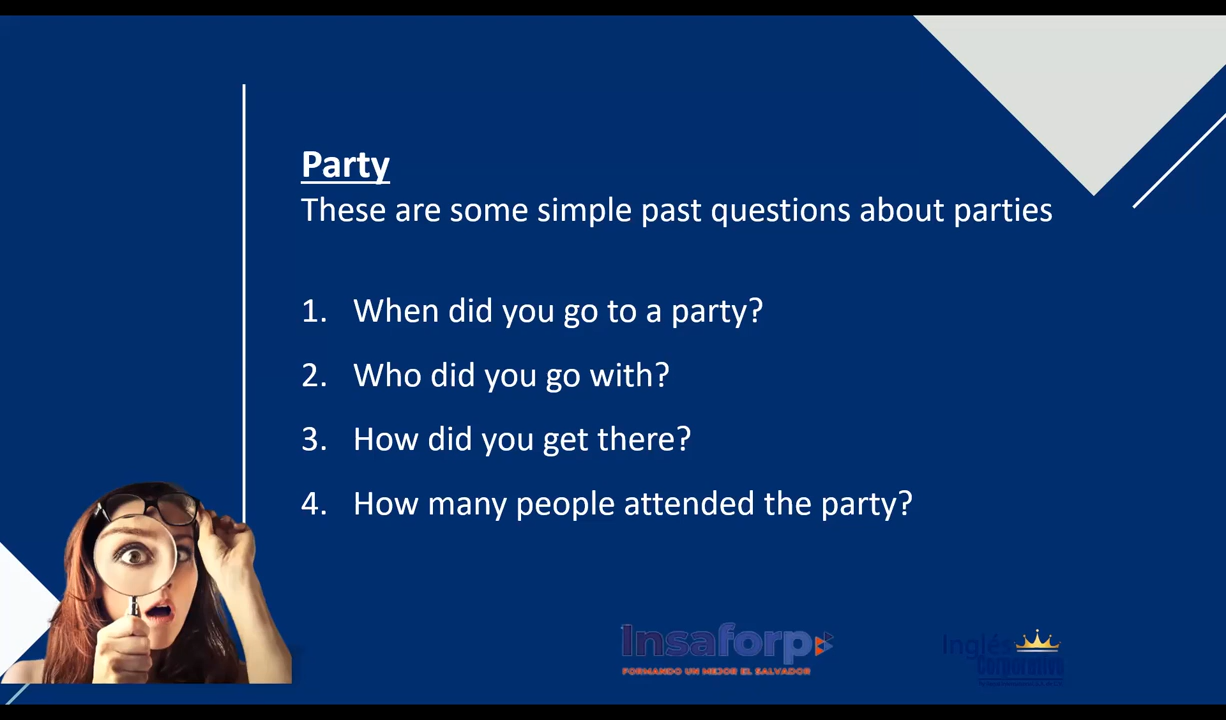 Party
These are some simple past questions about parties
1. When did you go to a party?
2. Who did you go with?
3. How did you get there?
4. How many people attended the party?
Insaforp
FORMANDO UN MEJOR EL SALVADOR
Inglés
Corporativo